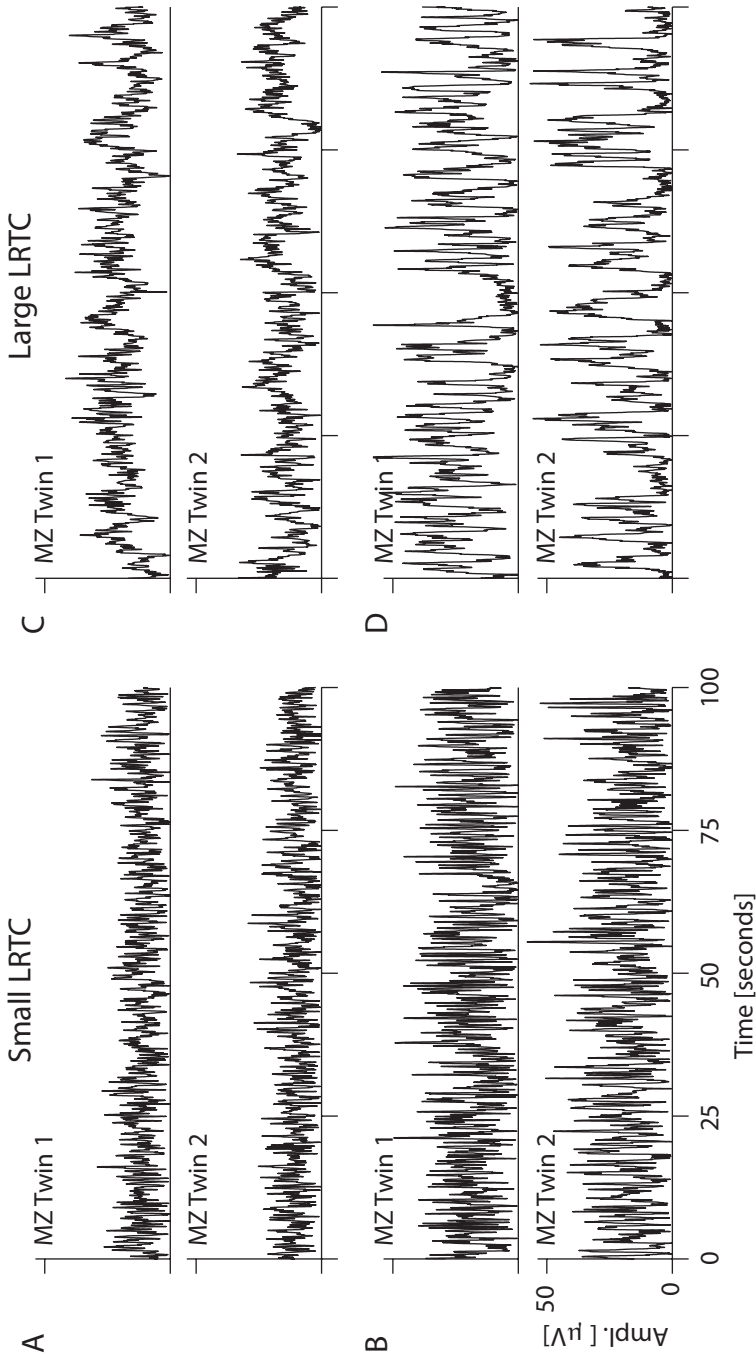 Small LRTC
Large LRTC
A
MZ Twin 1
MZ Twin 2
C
MZ Twin 1
MZ Twin 2
B
MZ Twin 1
MZ Twin 2
D
MZ Twin 1
MZ Twin 2
50
0
Ampl. [ μV]
0
25
50
75
100
Time [seconds]